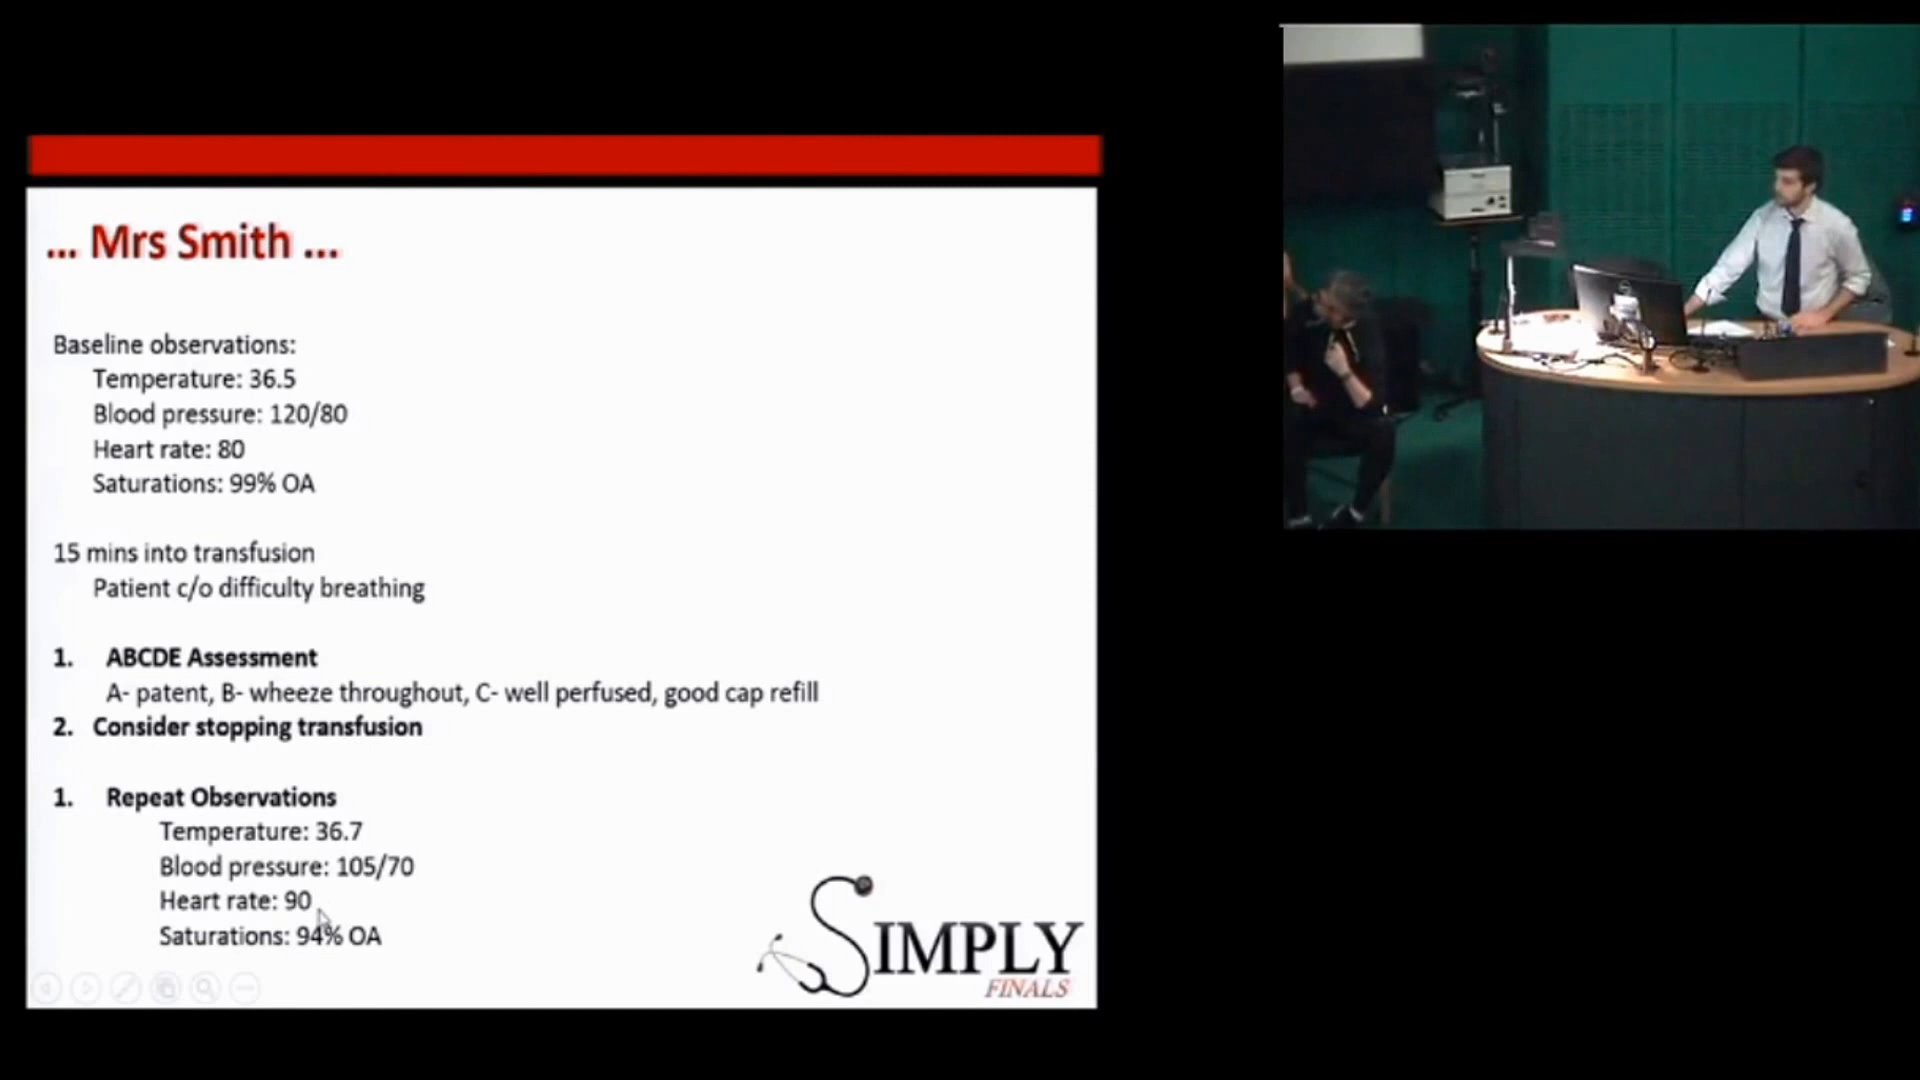 ... Mrs Smith ...
Baseline observations:
Temperature: 36.5
Blood pressure: 120/80
Heart rate: 80
Saturations: 99% OA
15 mins into transfusion
Patient c/o difficulty breathing
1. ABCDE Assessment
A- patent, B- wheeze throughout, C- well perfused, good cap refill
2. Consider stopping transfusion
1. Repeat Observations
Temperature: 36.7
Blood pressure: 105/70
Heart rate: 90
Saturations: 94% OA
SIMPLY
FINALS